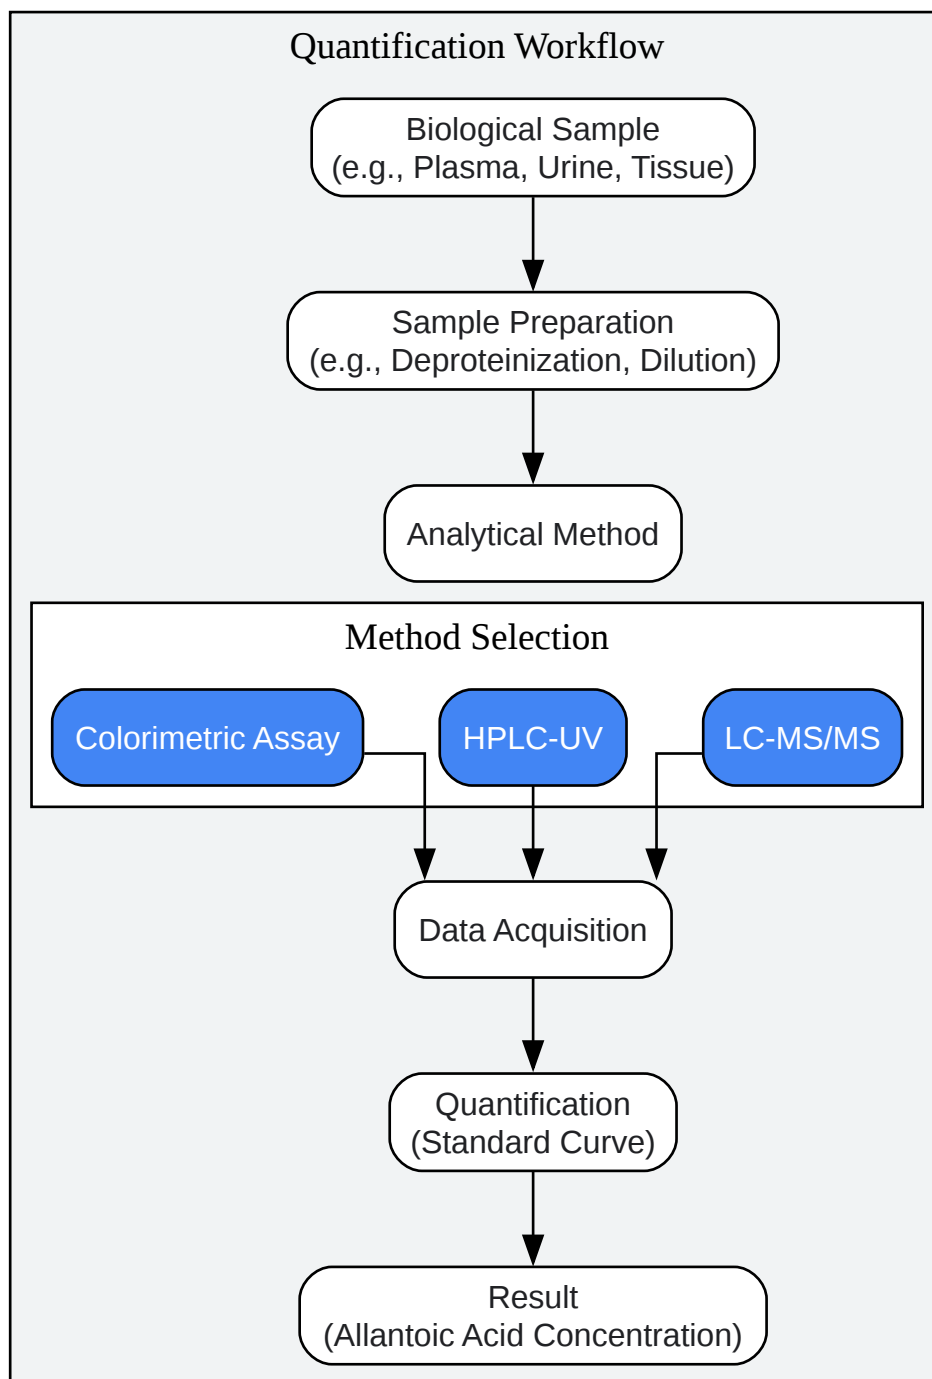 Quantification Workflow
Biological Sample
(e.g., Plasma, Urine, Tissue)
Sample Preparation
(e.g., Deproteinization, Dilution)
Analytical Method
Method Selection
Colorimetric Assay
HPLC-UV
LC-MS/MS
Data Acquisition
Quantification
(Standard Curve)
Result
(Allantoic Acid Concentration)